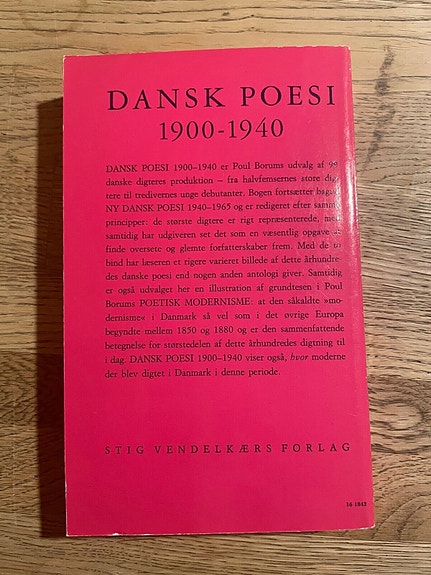 DANSK POESI
1900-1940
DANSK POESI 1900–1940 er Poul Borums udvalg af
danske digteres produktion – fra halvfemsernes store dig-
tere til tredivernes unge debutanter. Bogen fortsætter
NY DANSK POESI 1940–1965 og er redigeret efter
principper: de største digtere er rigt repræsenterede,
samtidig har udgiveren set det som en væsentlig opgave
finde oversete og glemte forfatterskaber frem. Med de
bind har læseren et rigere varieret billede af dette århundre-
des danske poesi end nogen anden antologi giver. Samtidig
er også udvalget her en illustration af grundtesen i Poul
Borums POETISK MODERNISME: at den såkaldte »mo-
dernisme« i Danmark så vel som i det øvrige Europa
begyndte mellem 1850 og 1880 og er den sammenfattende
betegnelse for størstedelen af dette århundredes digtning til
i dag. DANSK POESI 1900–1940 viser også, hvor moderne
der blev digtet i Danmark i denne periode.
STIG VENDELKÆRS FORLAG
16 1843